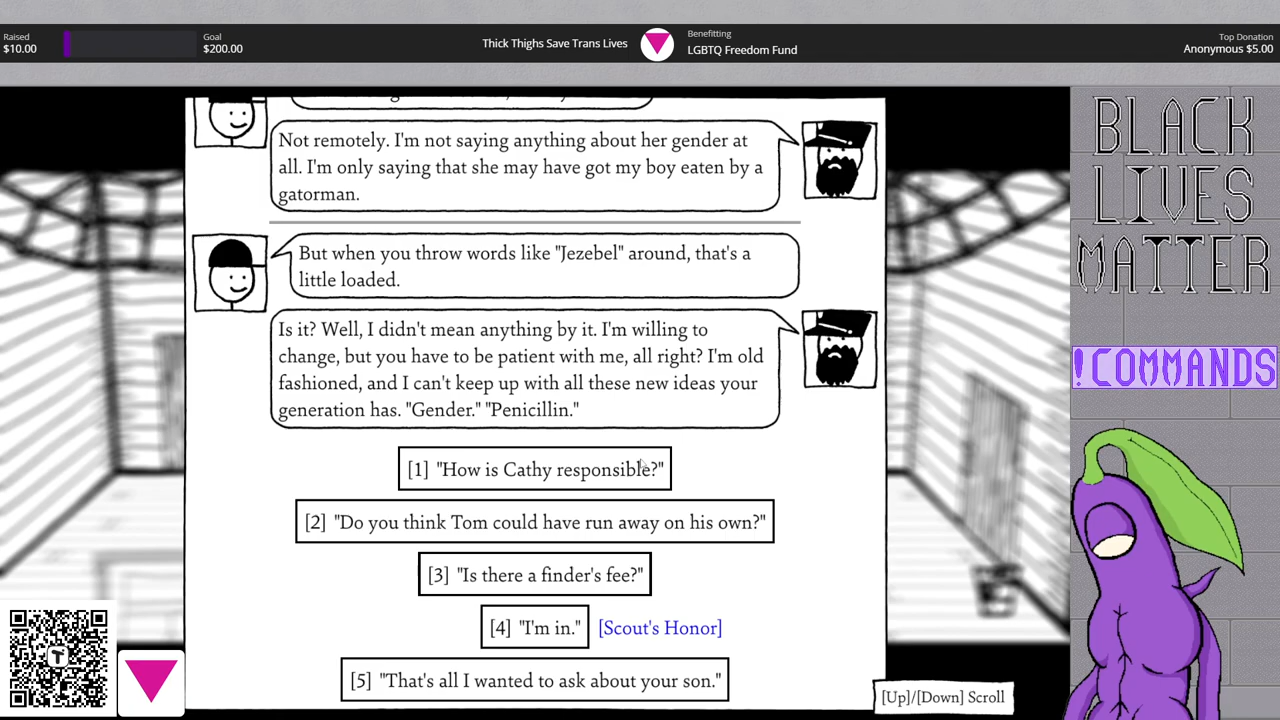 Raised
$10.00
Goal
$200.00
Thick Thighs Save Trans Lives
Benefitting
LGBTQ Freedom Fund
Top Donation
Anonymous $5.00
Not remotely. I'm not saying anything about her gender at
all. I'm only saying that she may have got my boy eaten by a
gatorman.
But when you throw words like "Jezebel" around, that's a
little loaded.
Is it? Well, I didn't mean anything by it. I'm willing to
change, but you have to be patient with me, all right? I'm old
fashioned, and I can't keep up with all these new ideas your
generation has. "Gender." "Penicillin."
[1] "How is Cathy responsible?"
[2] "Do you think Tom could have run away on his own?"
[3] "Is there a finder's fee?"
[4] "I'm in." [Scout's Honor]
[5] "That's all I wanted to ask about your son."
[Up]/[Down] Scroll
BLACK
LIVES
MATTER
!COMMANDS